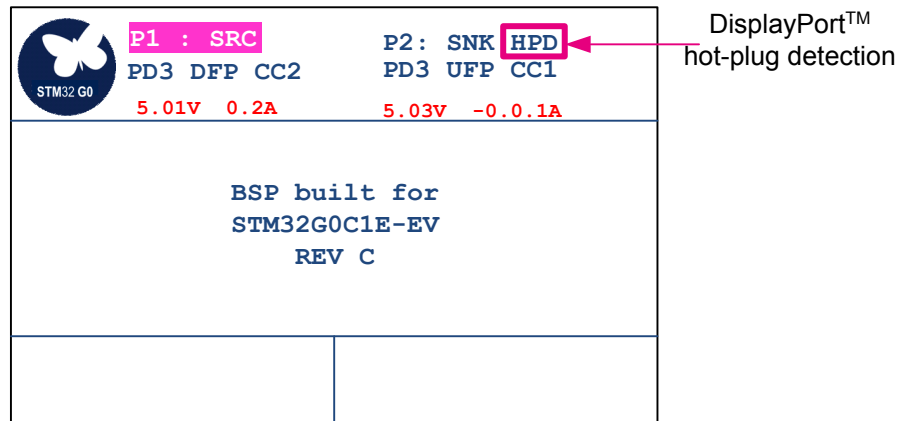 STM32 G0
P1 : SRC
PD3 DFP CC2
5.01V 0.2A
P2: SNK HPD
PD3 UFP CC1
5.03V -0.0.1A
DisplayPort™
hot-plug detection
BSP built for
STM32G0C1E-EV
REV C